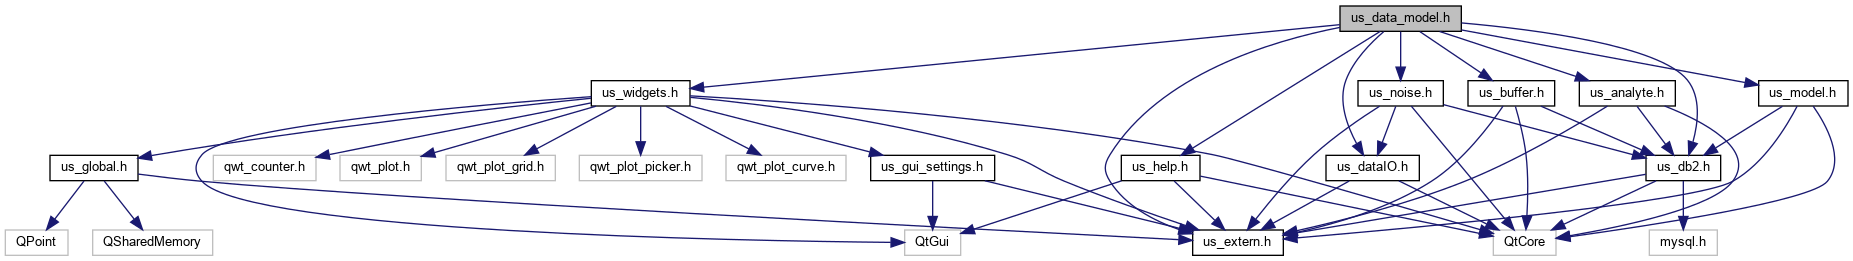 us_data_model.h
us_widgets.h
us_noise.h
us_buffer.h
us_analyte.h
us_model.h
us_global.h
qwt_counter.h
qwt_plot.h
qwt_plot_grid.h
qwt_plot_picker.h
qwt_plot_curve.h
us_gui_settings.h
us_help.h
us_dataIO.h
us_db2.h
QPoint
QSharedMemory
QtGui
us_extern.h
QtCore
mysql.h